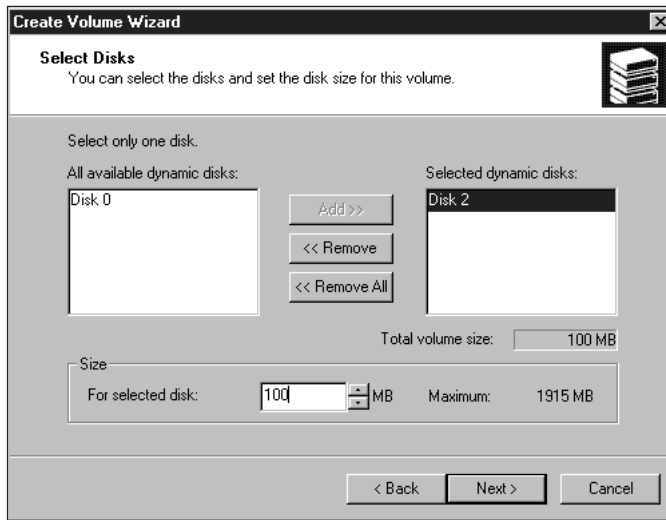 Create Volume Wizard
Select Disks
You can select the disks and set the disk size for this volume.
Select only one disk.
All available dynamic disks:
Selected dynamic disks:
Disk 0
Disk 2
Add >>
<< Remove
<< Remove All
Total volume size: 100 MB
Size
For selected disk: 100 MB Maximum: 1915 MB
< Back Next > Cancel